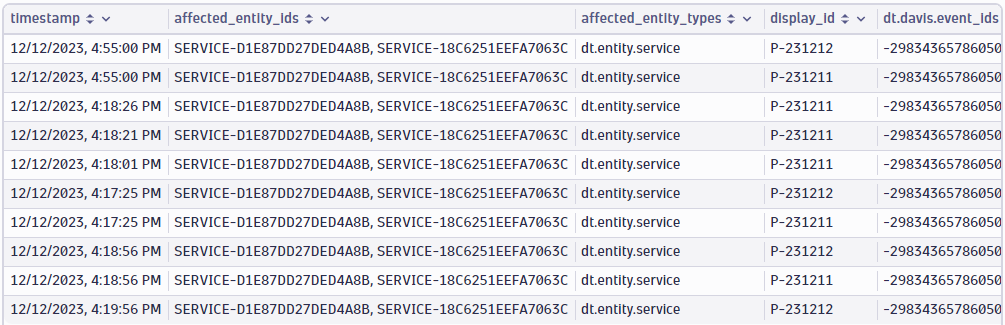 timestamp affected_entity_ids affected_entity_types display_id dt.davis.event_ids
12/12/2023, 4:55:00 PM SERVICE-D1E87DD27DED4A8B, SERVICE-18C6251EEFA7063C dt.entity.service P-231212 -29834365786050
12/12/2023, 4:55:00 PM SERVICE-D1E87DD27DED4A8B, SERVICE-18C6251EEFA7063C dt.entity.service P-231211 -29834365786050
12/12/2023, 4:18:26 PM SERVICE-D1E87DD27DED4A8B, SERVICE-18C6251EEFA7063C dt.entity.service P-231211 -29834365786050
12/12/2023, 4:18:21 PM SERVICE-D1E87DD27DED4A8B, SERVICE-18C6251EEFA7063C dt.entity.service P-231211 -29834365786050
12/12/2023, 4:18:01 PM SERVICE-D1E87DD27DED4A8B, SERVICE-18C6251EEFA7063C dt.entity.service P-231211 -29834365786050
12/12/2023, 4:17:25 PM SERVICE-D1E87DD27DED4A8B, SERVICE-18C6251EEFA7063C dt.entity.service P-231212 -29834365786050
12/12/2023, 4:17:25 PM SERVICE-D1E87DD27DED4A8B, SERVICE-18C6251EEFA7063C dt.entity.service P-231211 -29834365786050
12/12/2023, 4:18:56 PM SERVICE-D1E87DD27DED4A8B, SERVICE-18C6251EEFA7063C dt.entity.service P-231212 -29834365786050
12/12/2023, 4:18:56 PM SERVICE-D1E87DD27DED4A8B, SERVICE-18C6251EEFA7063C dt.entity.service P-231211 -29834365786050
12/12/2023, 4:19:56 PM SERVICE-D1E87DD27DED4A8B, SERVICE-18C6251EEFA7063C dt.entity.service P-231212 -29834365786050